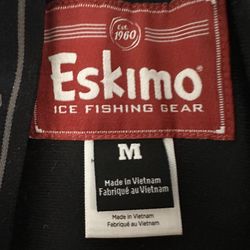 Est.
1960
Eskimo®
ICE FISHING GEAR
M
Made in Vietnam
Fabriqué au Vietnam
Made in Vietnam
Fabriqué au Vietnam